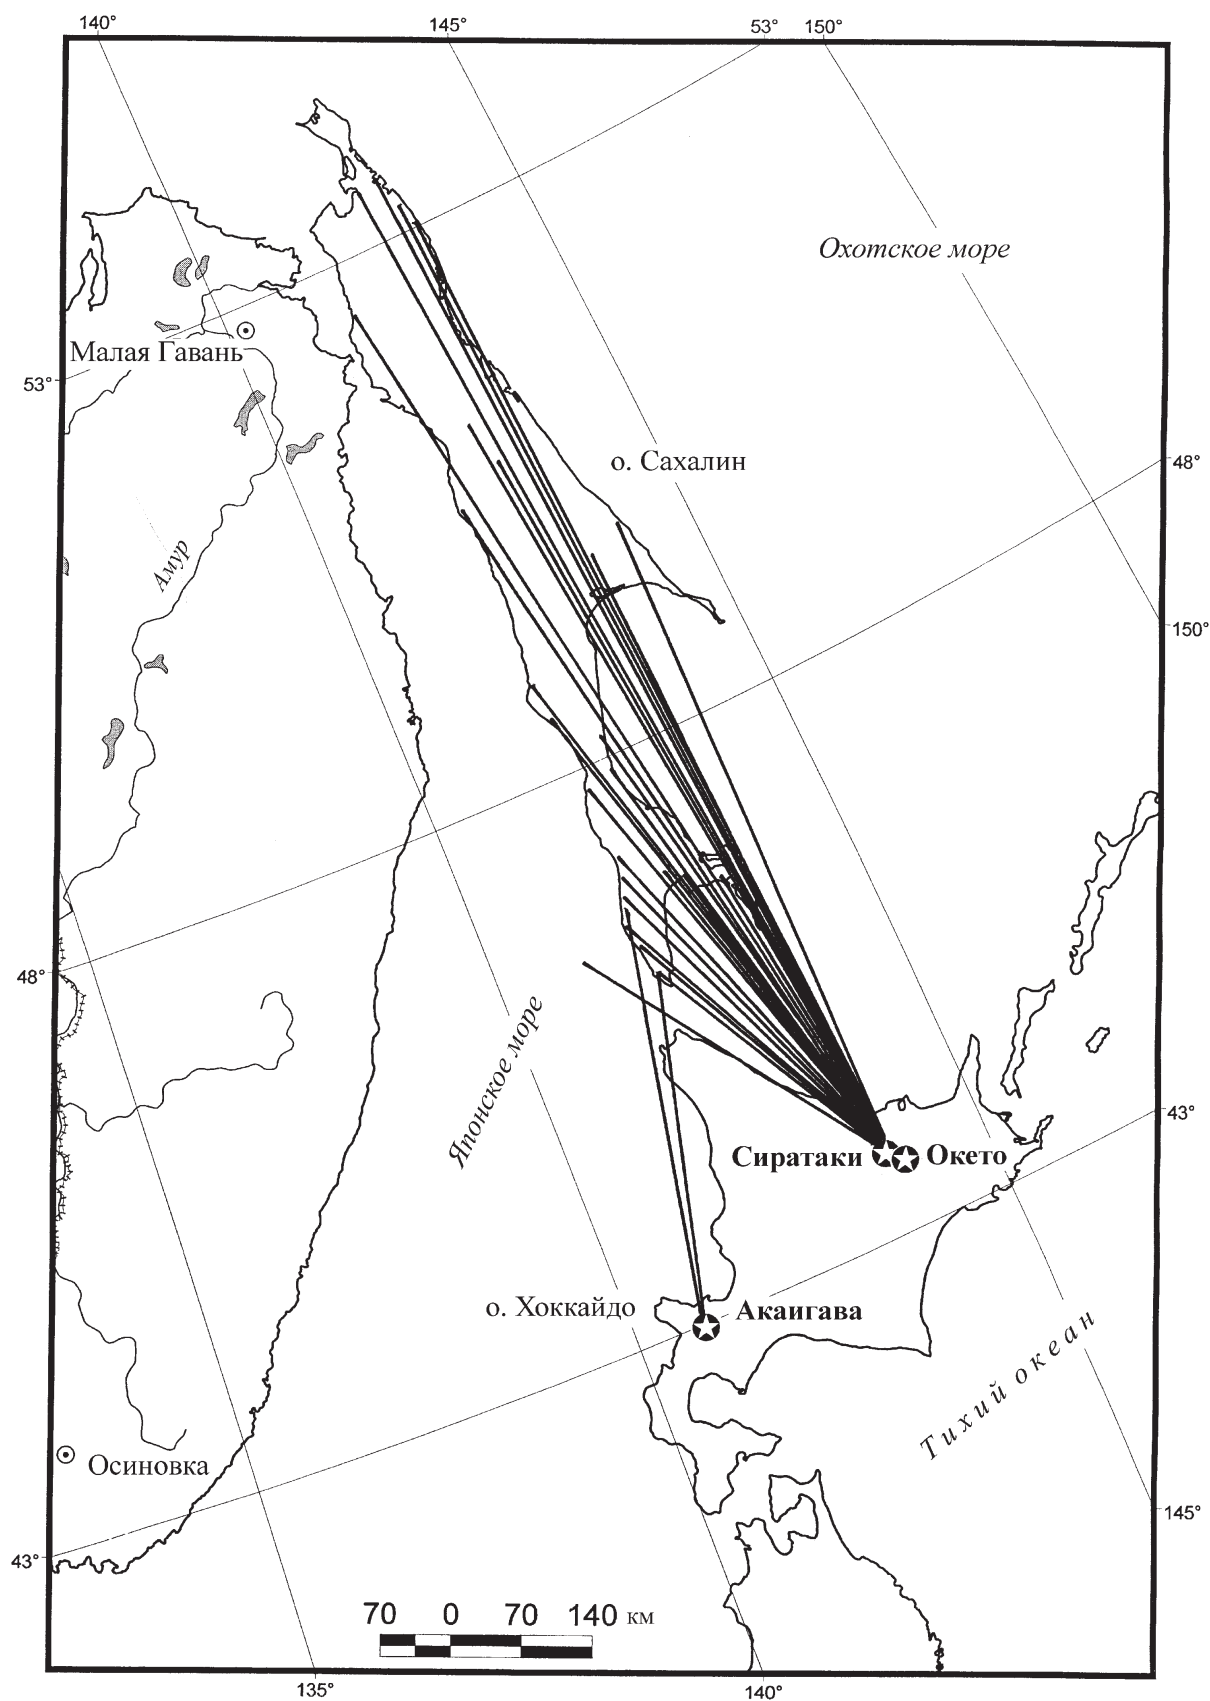 140°
145°
53°
150°
Охотское море
Малая Гавань
53°
о. Сахалин
48°
Амур
150°
48°
Японское море
43°
Сиратаки
Окето
о. Хоккайдо
Акаигава
Тихий океан
Осиновка
145°
43°
70 0 70 140 км
135°
140°